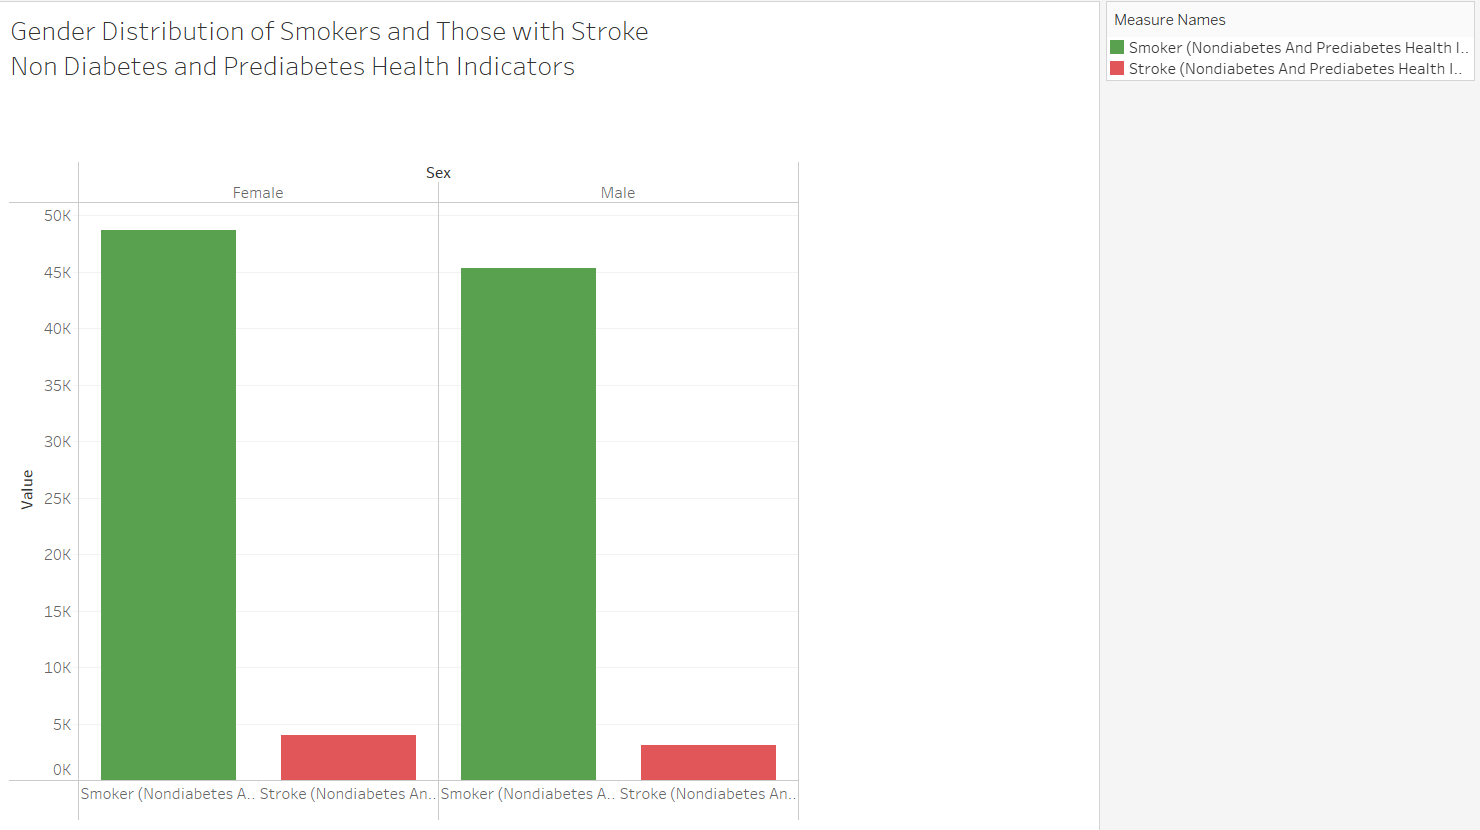 Gender Distribution of Smokers and Those with Stroke
Non Diabetes and Prediabetes Health Indicators
Measure Names
Smoker (Nondiabetes And Prediabetes Health I..
Stroke (Nondiabetes And Prediabetes Health I..
Sex
Female Male
50K
45K
40K
35K
30K
25K
20K
15K
10K
5K
0K
Value
Smoker (Nondiabetes A.. Stroke (Nondiabetes An.. Smoker (Nondiabetes A.. Stroke (Nondiabetes An..